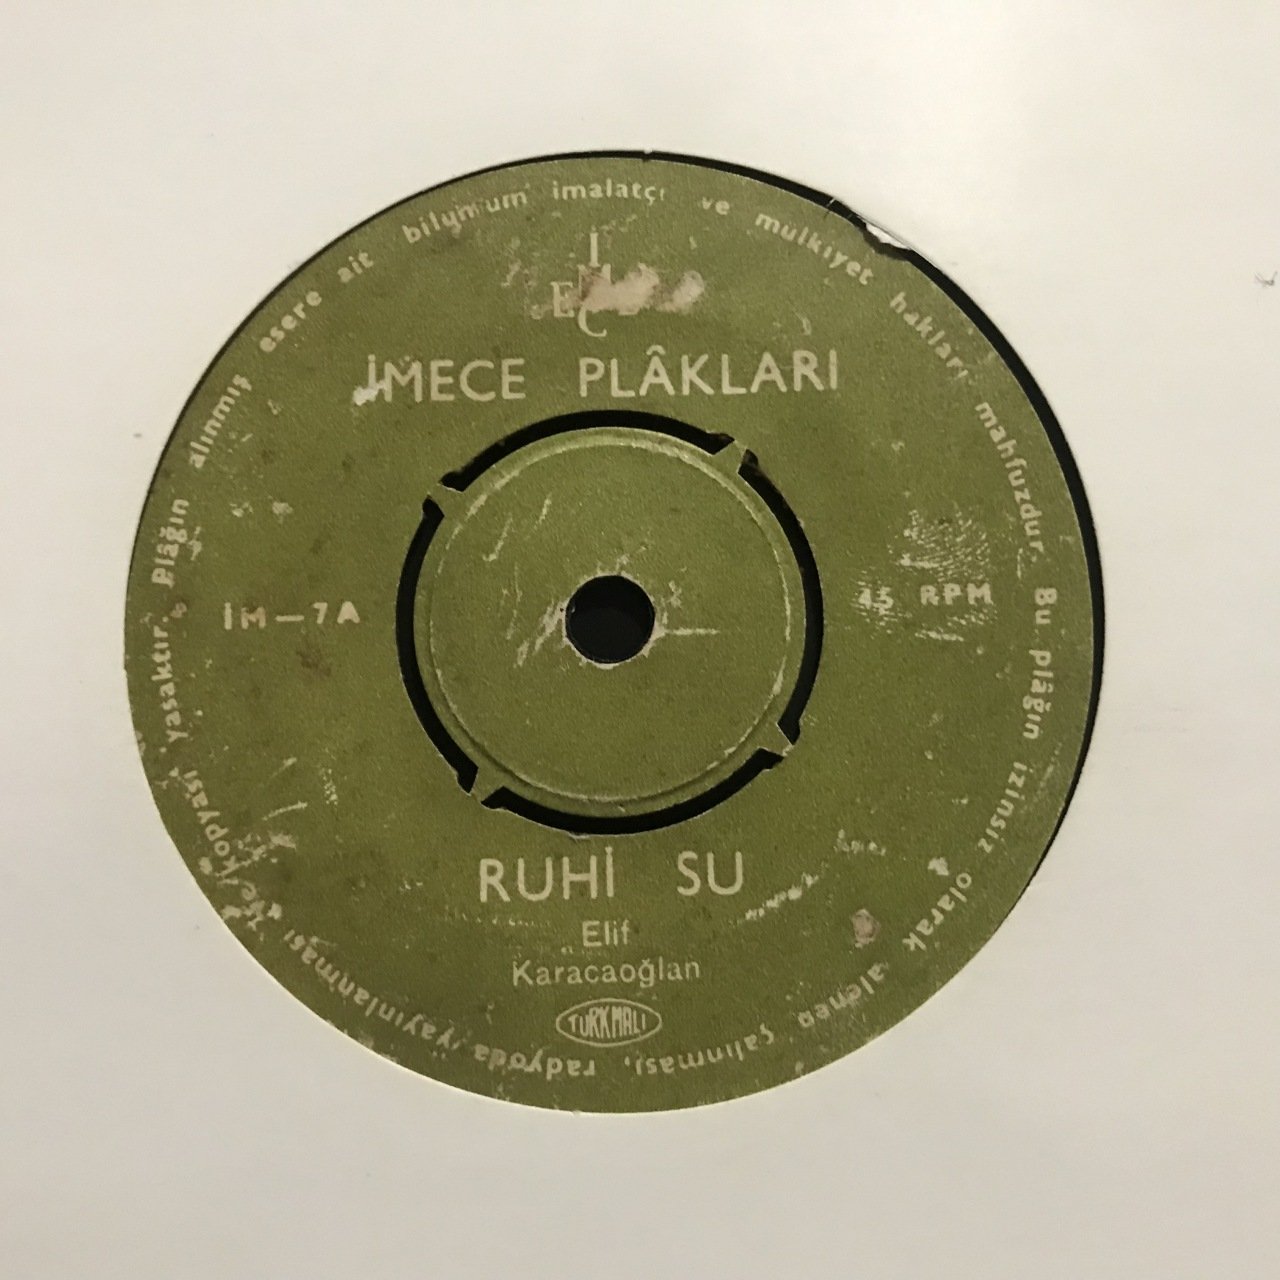 Plâğın alınmış esere ait bilumum imalatçı ve mülkiyet hakları mahfuzdur. Bu plâğın izinsiz olarak alenen çalınması, radyoda yayınlanması ve kopyası yasaktır.
İMECE PLÂKLARI
İM—7A
45 RPM
RUHİ SU
Elif
Karacaoğlan
TÜRK MALI